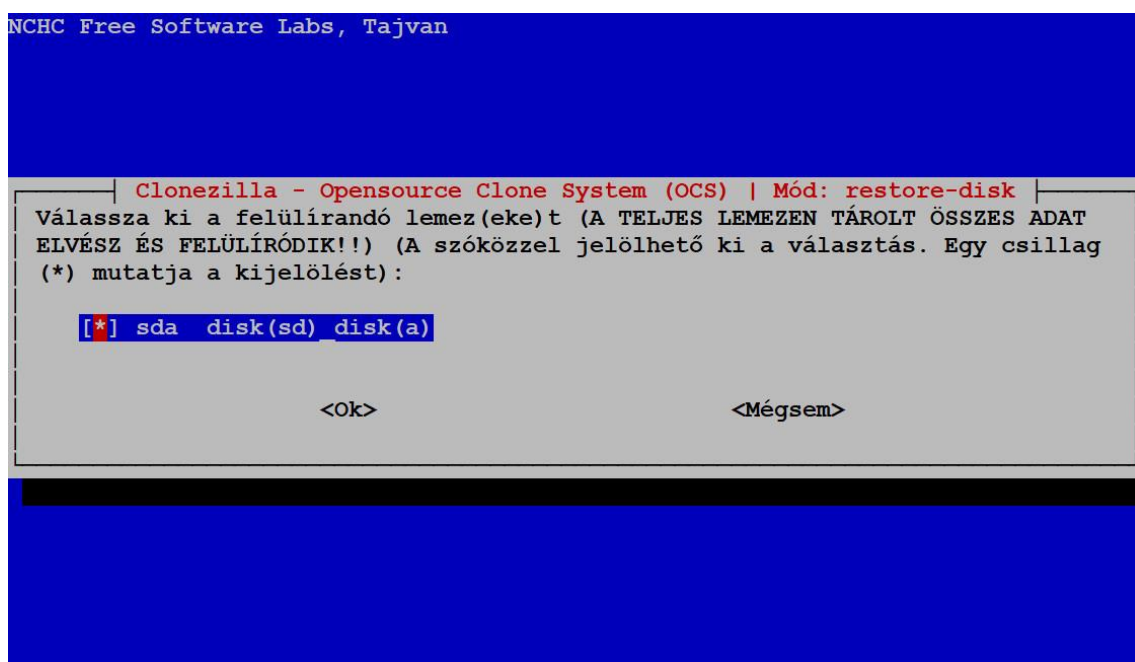 NCHC Free Software Labs, Tajvan
Clonezilla - Opensource Clone System (OCS) | Mód: restore-disk
Válassza ki a felülírandó lemez(eke)t (A TELJES LEMEZEN TÁROLT ÖSSZES ADAT
ELVÉSZ ÉS FELÜLÍRÓDIK!!) (A szóközzel jelölhető ki a választás. Egy csillag
(*) mutatja a kijelölést):
[*] sda disk(sd)_disk(a)
<Ok> <Mégsem>